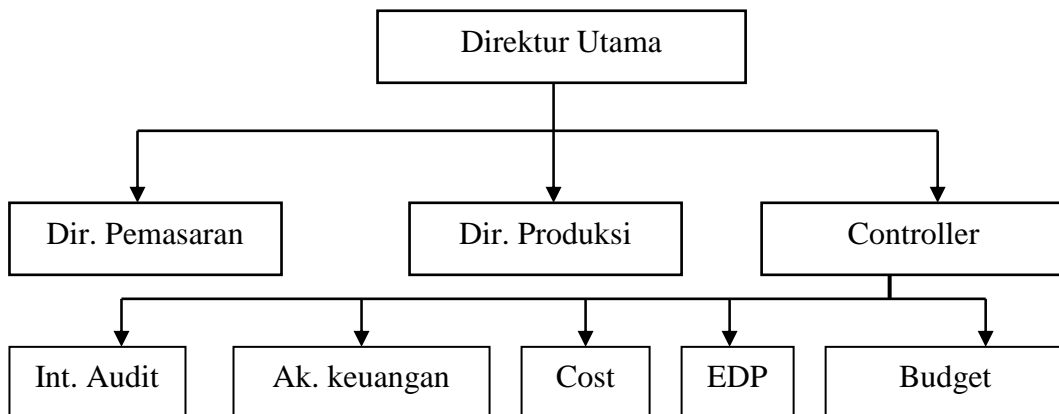 Direktur Utama
Dir. Pemasaran
Dir. Produksi
Controller
Int. Audit
Ak. keuangan
Cost
EDP
Budget